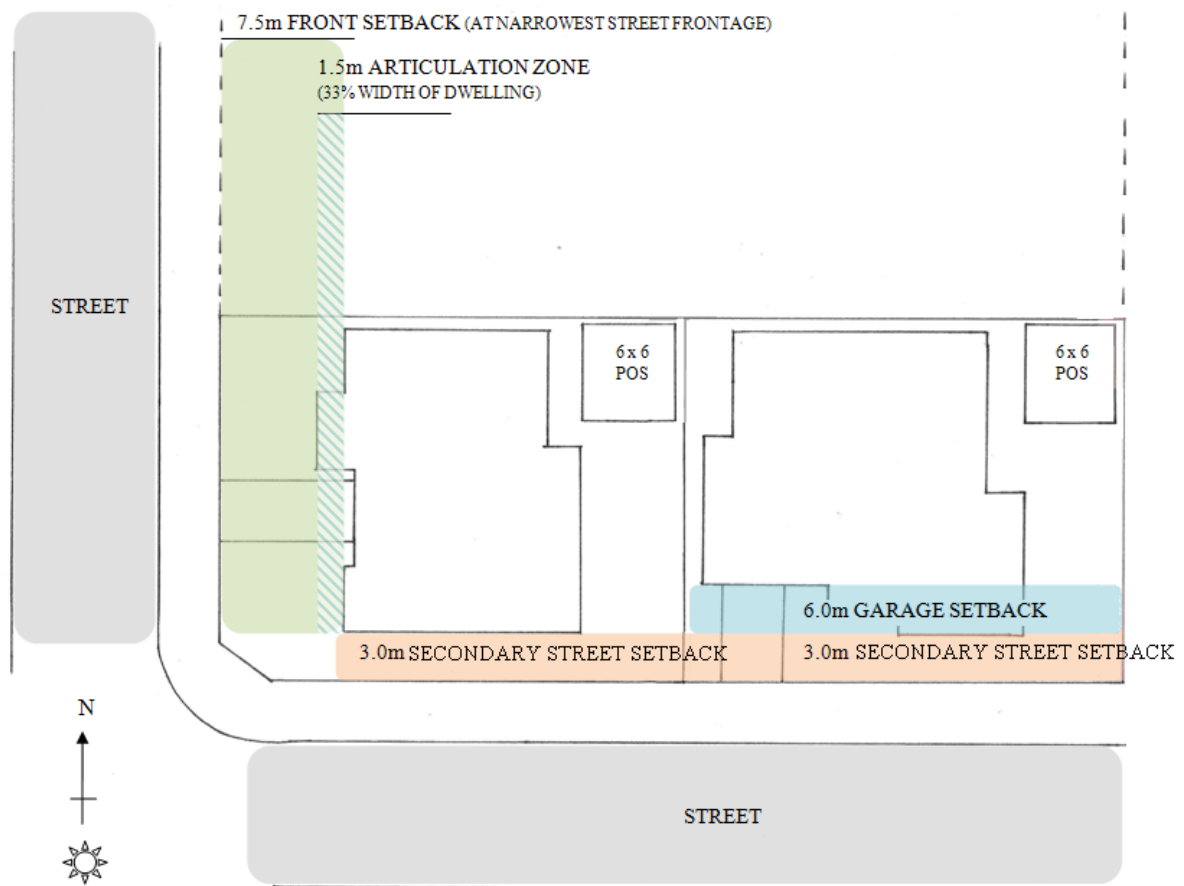 7.5m FRONT SETBACK (AT NARROWEST STREET FRONTAGE)
1.5m ARTICULATION ZONE
(33% WIDTH OF DWELLING)
STREET
6 x 6
POS
6 x 6
POS
6.0m GARAGE SETBACK
3.0m SECONDARY STREET SETBACK
3.0m SECONDARY STREET SETBACK
N
STREET